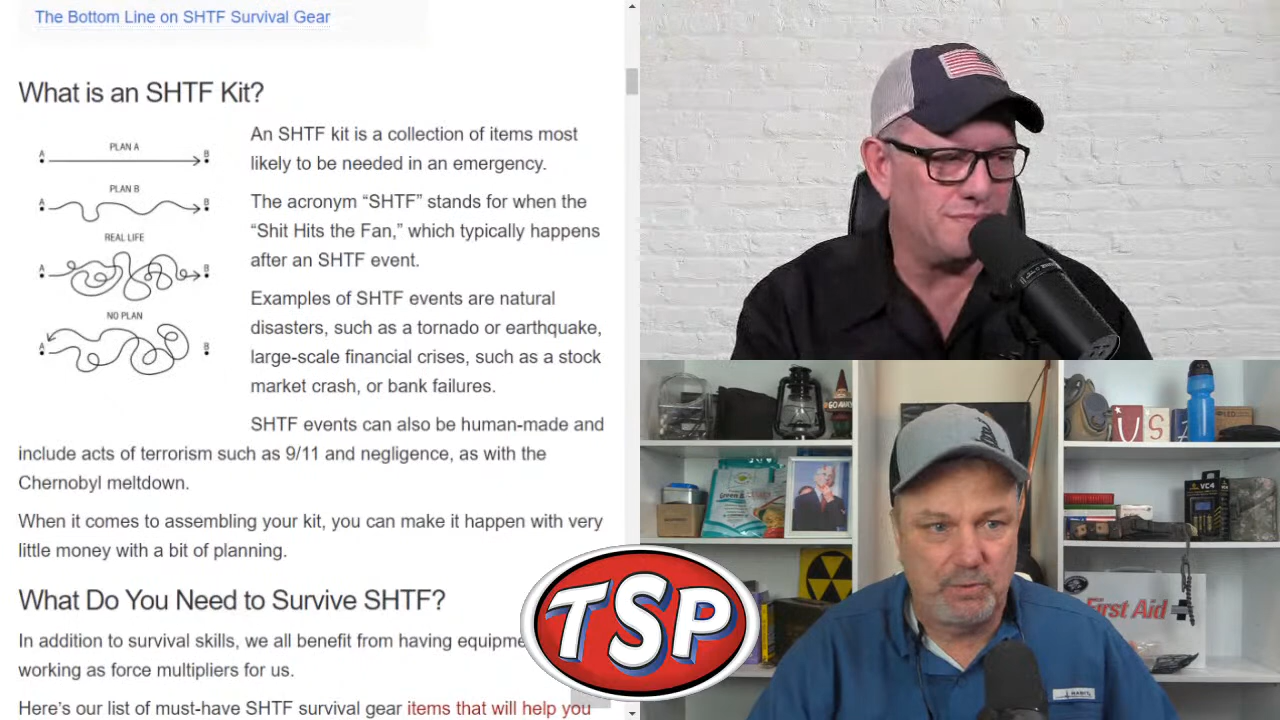 The Bottom Line on SHTF Survival Gear
What is an SHTF Kit?
PLAN A
A
B
PLAN B
A
B
REAL LIFE
A
B
NO PLAN
A
B
An SHTF kit is a collection of items most
likely to be needed in an emergency.
The acronym “SHTF” stands for when the
“Shit Hits the Fan,” which typically happens
after an SHTF event.
Examples of SHTF events are natural
disasters, such as a tornado or earthquake,
large-scale financial crises, such as a stock
market crash, or bank failures.
SHTF events can also be human-made and
include acts of terrorism such as 9/11 and negligence, as with the
Chernobyl meltdown.
When it comes to assembling your kit, you can make it happen with very
little money with a bit of planning.
What Do You Need to Survive SHTF?
In addition to survival skills, we all benefit from having equipme
working as force multipliers for us.
Here’s our list of must-have SHTF survival gear items that will help you
TSP
GO AWAY
U S A
Green
VC4
First Aid